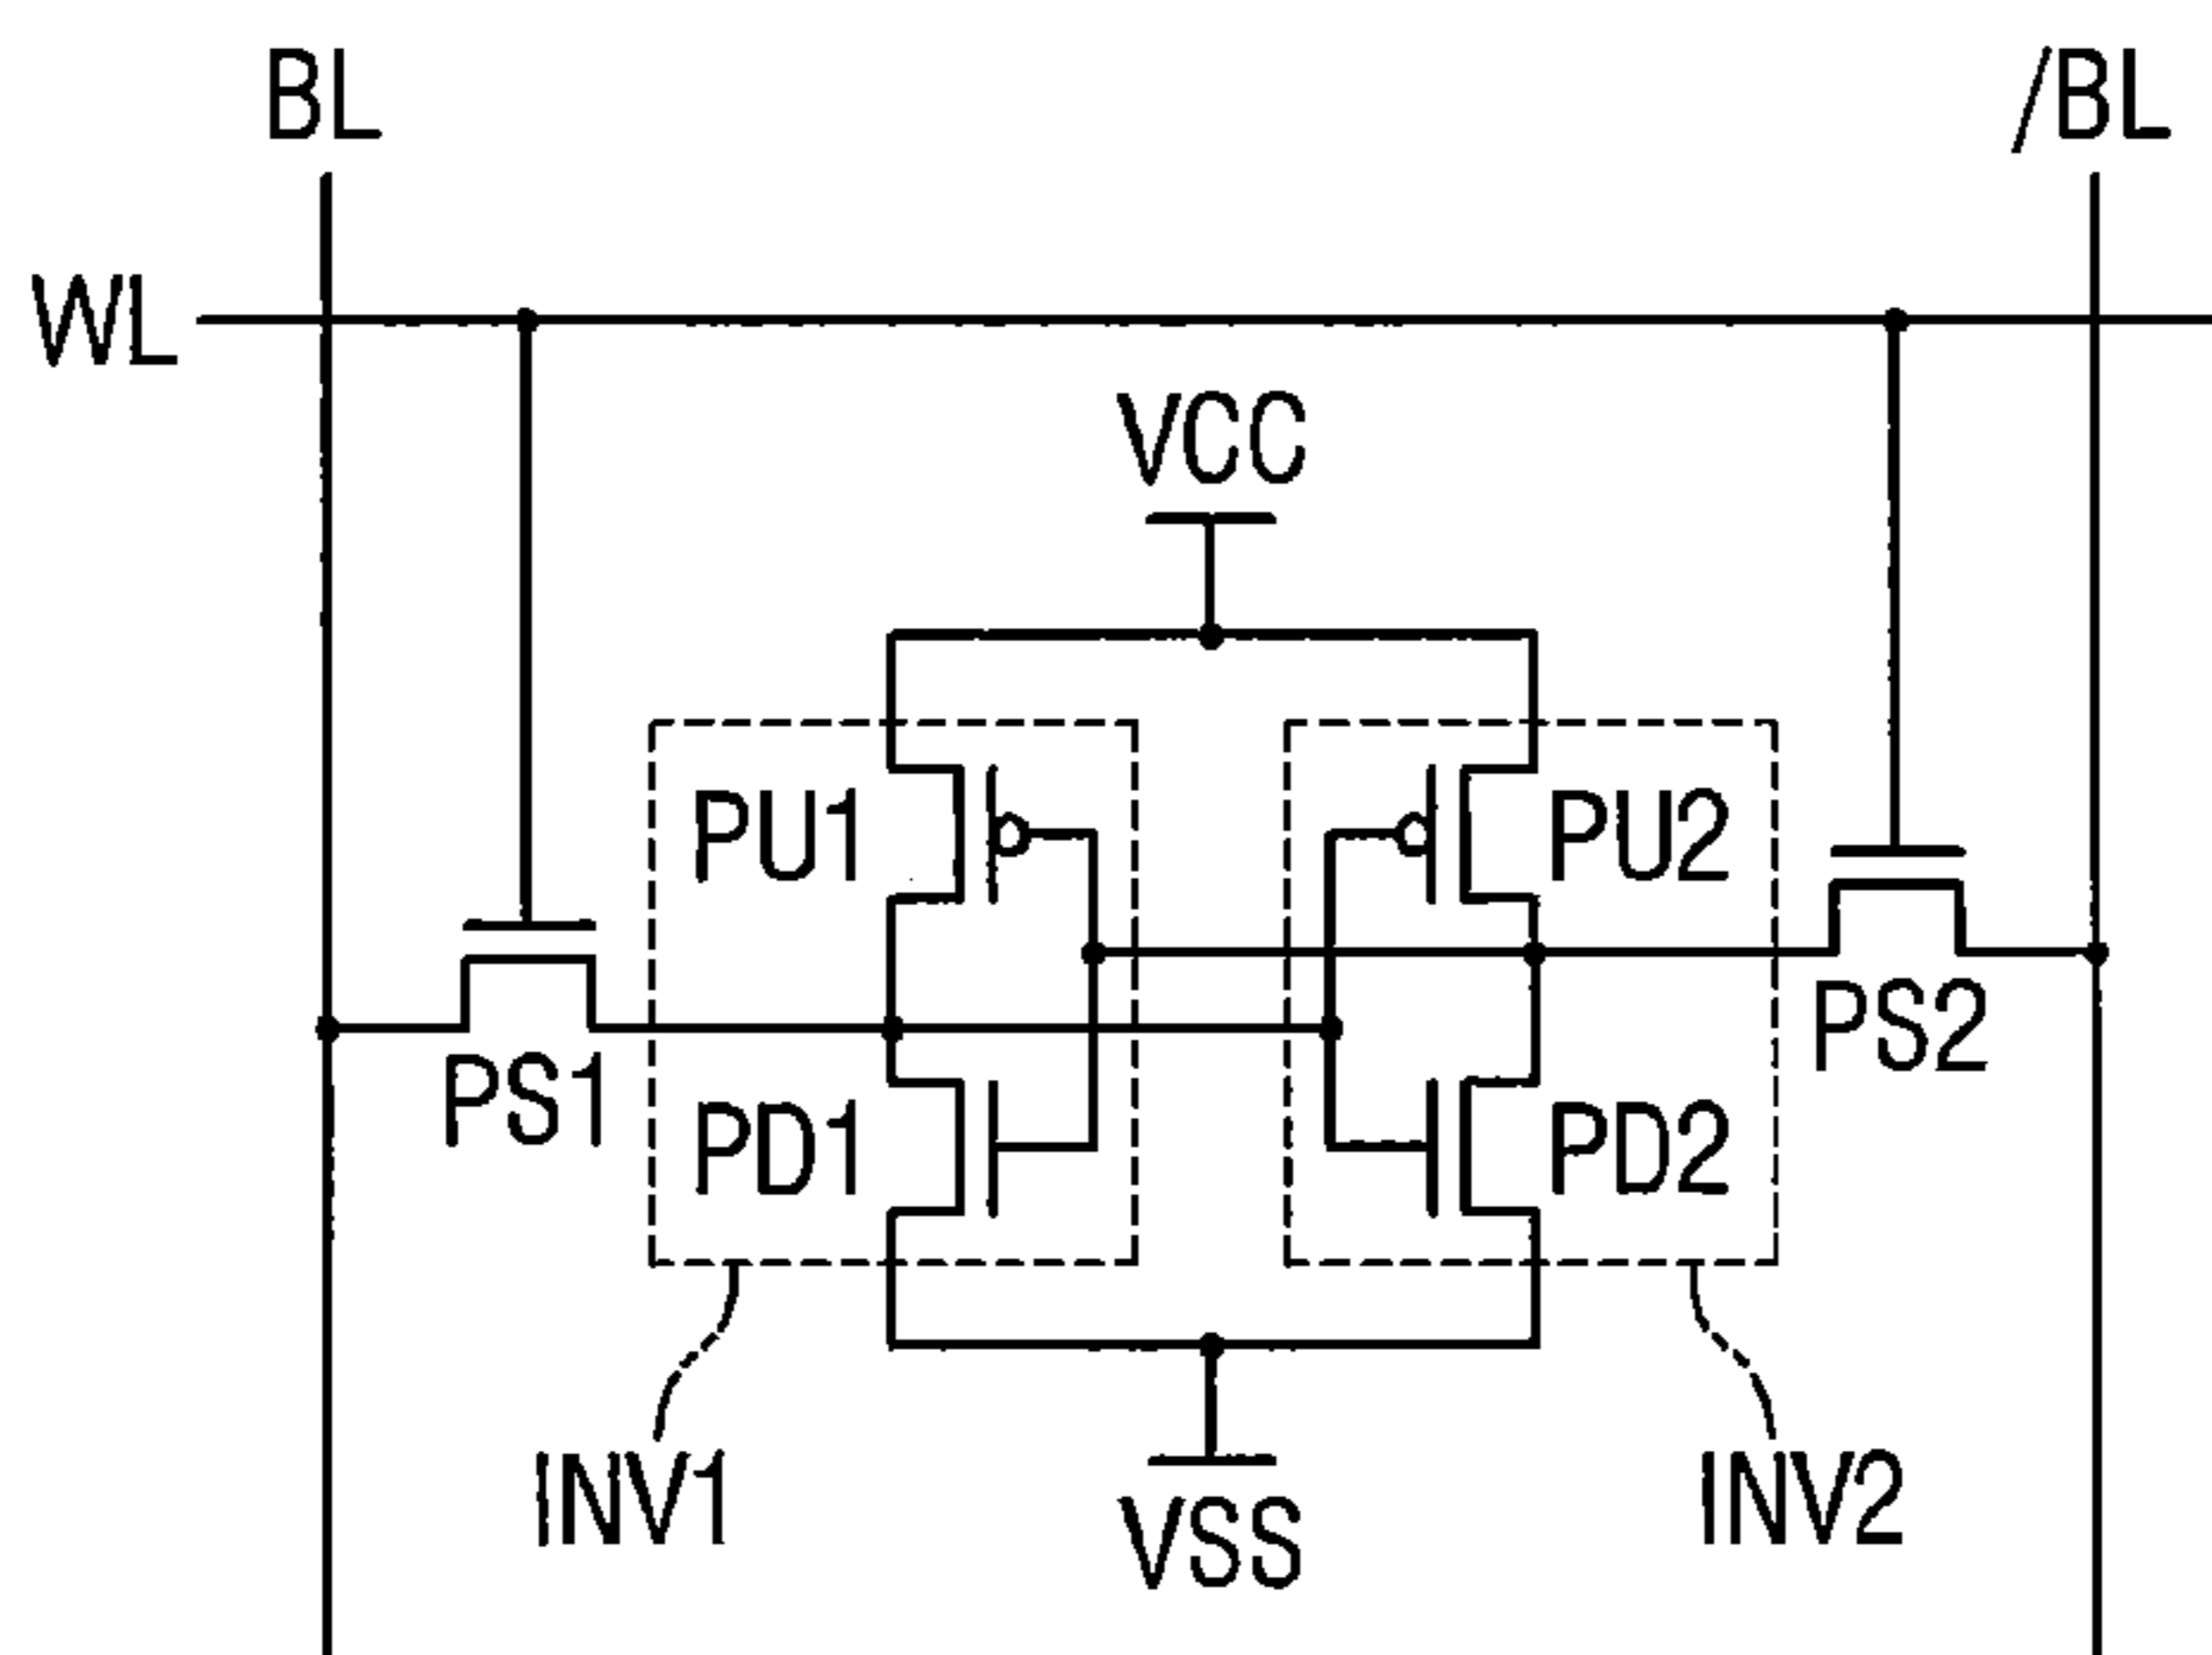 BL
/BL
WL
VCC
PU1
PU2
PS1
PS2
PD1
PD2
INV1
INV2
VSS